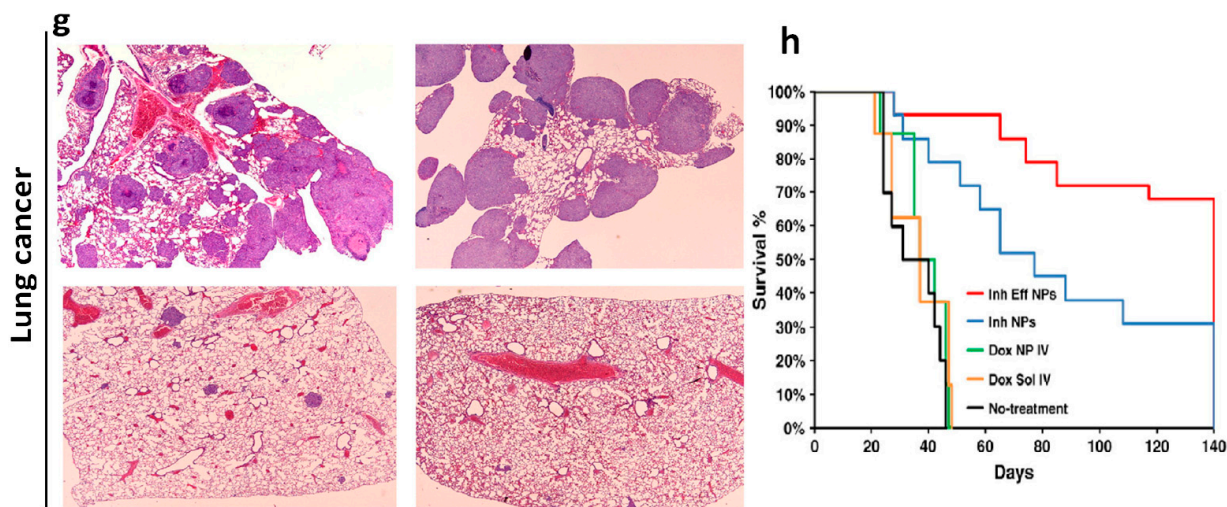 g
Lung cancer
h
Survival %
100%
90%
80%
70%
60%
50%
40%
30%
20%
10%
0%
Inh Eff NPs
Inh NPs
Dox NP IV
Dox Sol IV
No-treatment
0 20 40 60 80 100 120 140
Days